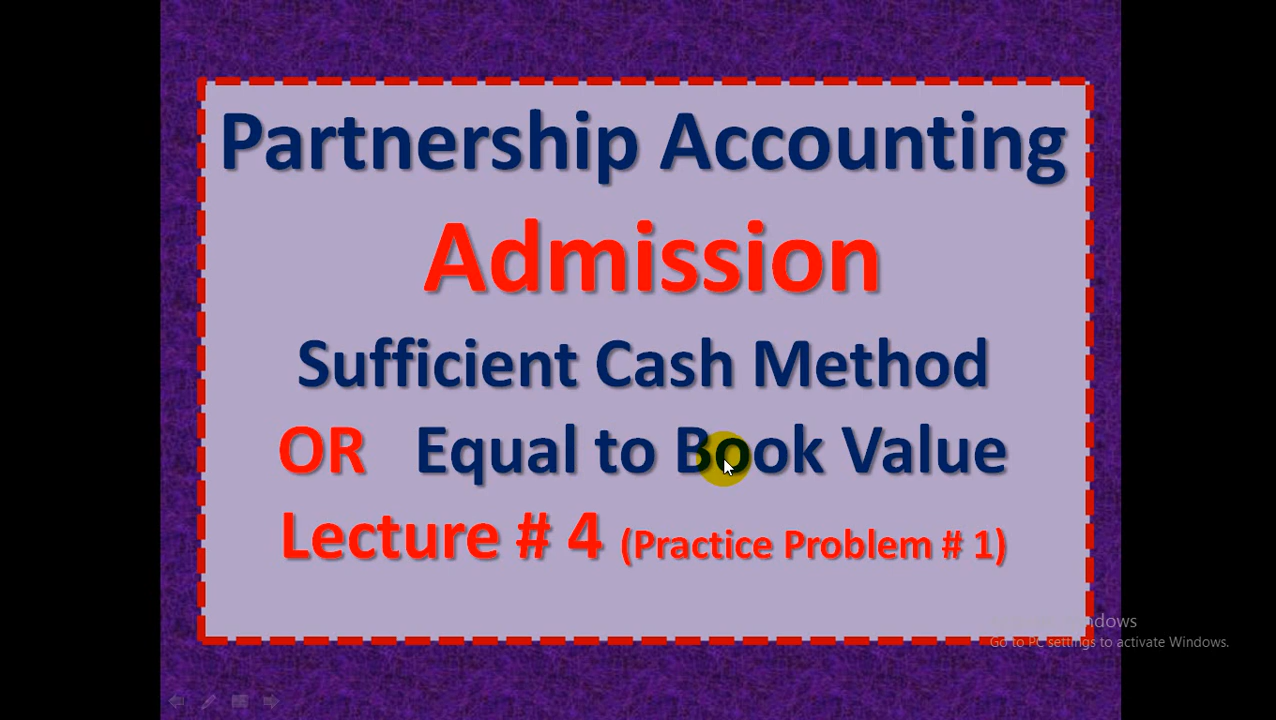 Partnership Accounting
Admission
Sufficient Cash Method
OR Equal to Book Value
Lecture # 4 (Practice Problem # 1)
Go to PC settings to activate Windows.